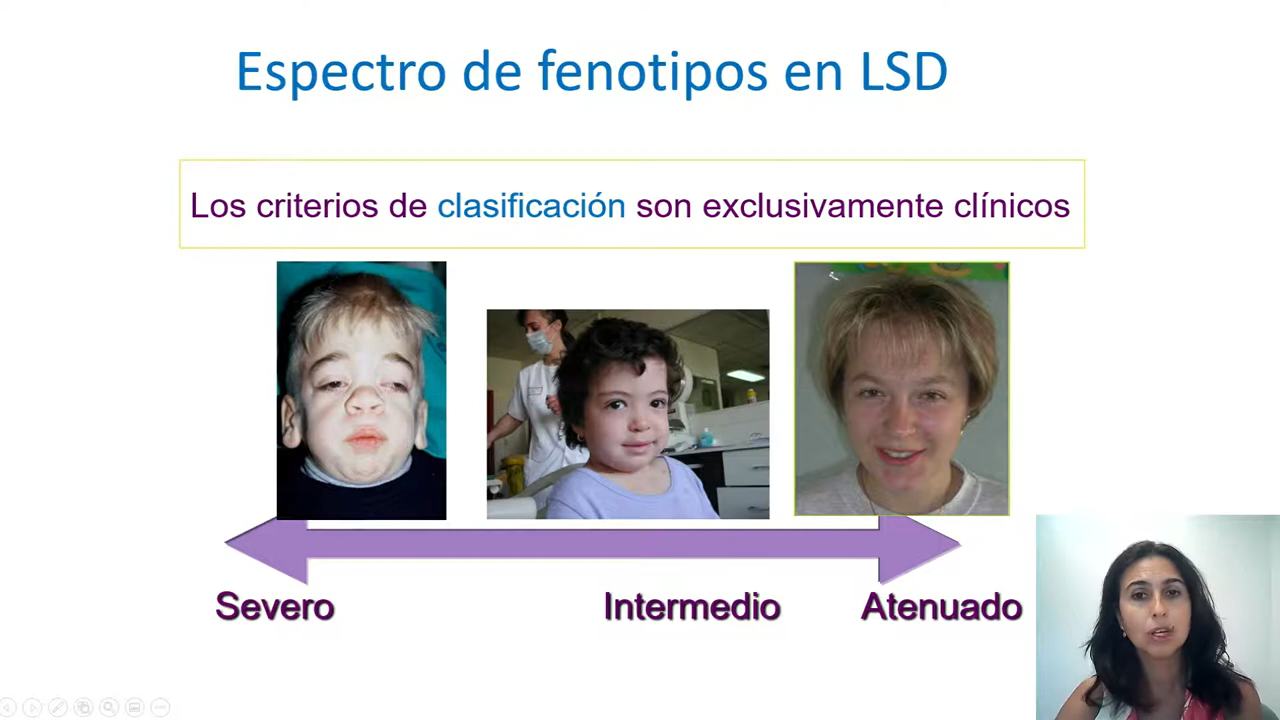 Espectro de fenotipos en LSD
Los criterios de clasificación son exclusivamente clínicos
Severo
Intermedio
Atenuado